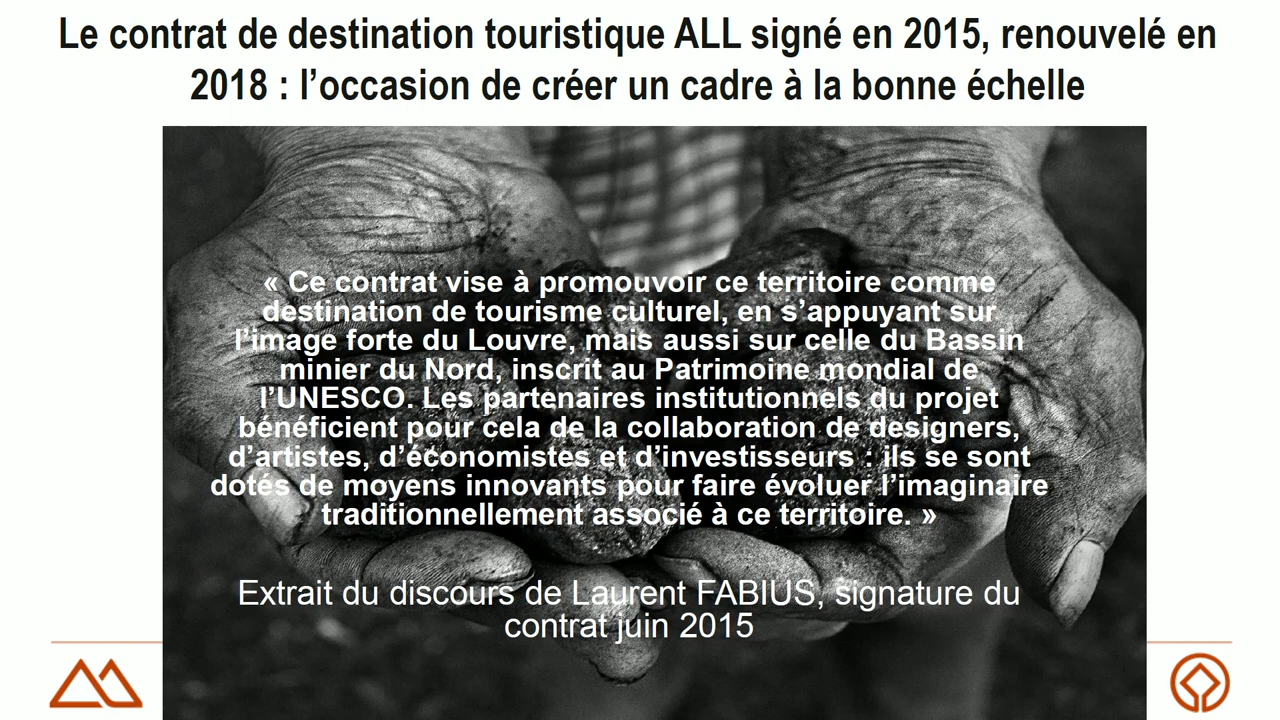 Le contrat de destination touristique ALL signé en 2015, renouvelé en
2018 : l’occasion de créer un cadre à la bonne échelle
« Ce contrat vise à promouvoir ce territoire comme
destination de tourisme culturel, en s’appuyant sur
l’image forte du Louvre, mais aussi sur celle du Bassin
minier du Nord, inscrit au Patrimoine mondial de
l’UNESCO. Les partenaires institutionnels du projet
bénéficient pour cela de la collaboration de designers,
d’artistes, d’économistes et d’investisseurs : ils se sont
dotés de moyens innovants pour faire évoluer l’imaginaire
traditionnellement associé à ce territoire. »
Extrait du discours de Laurent FABIUS, signature du
contrat juin 2015